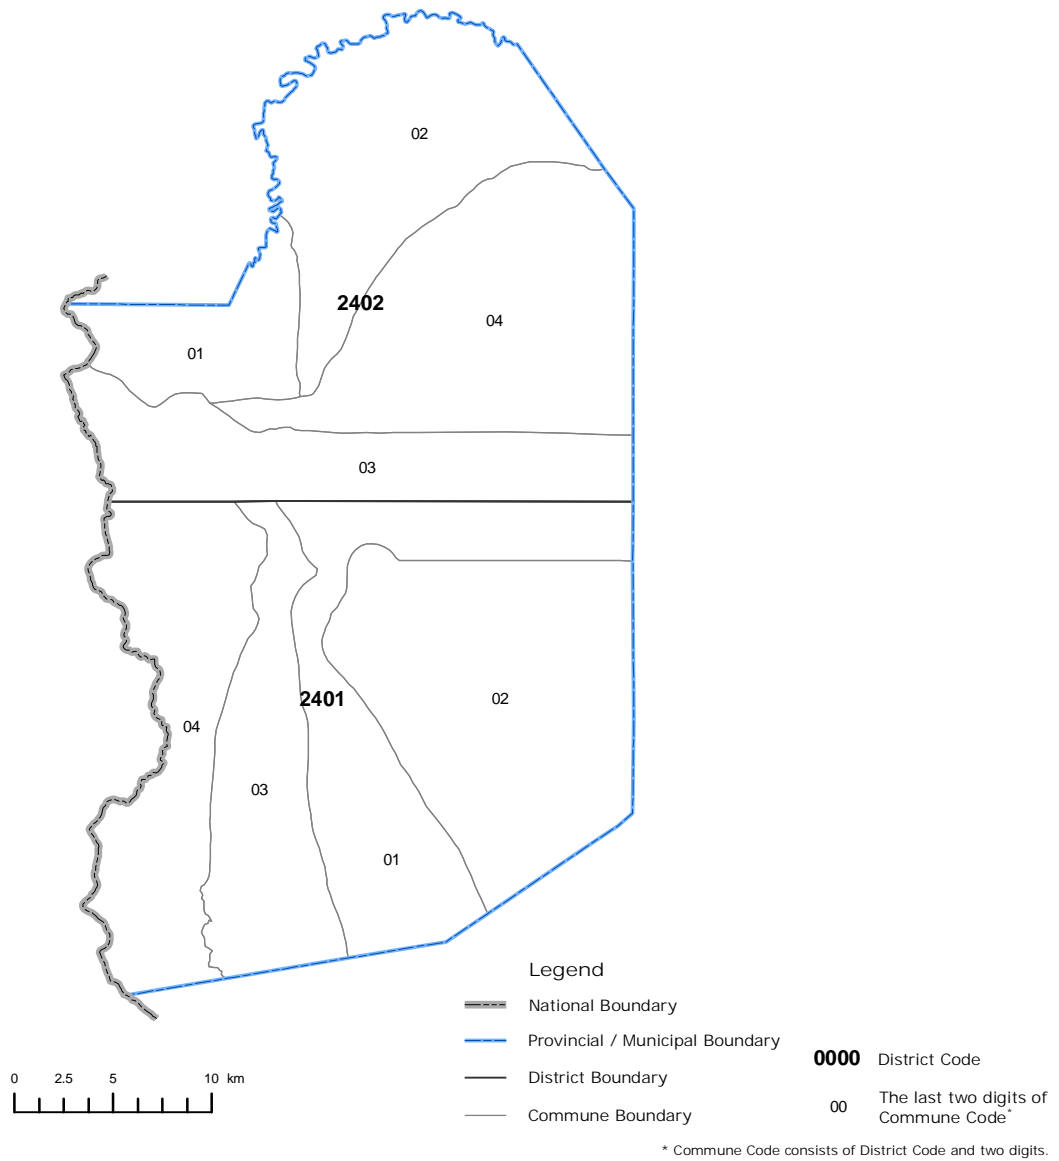 02
2402
04
01
03
2401
02
04
03
01
Legend
National Boundary
Provincial / Municipal Boundary
District Boundary
Commune Boundary
0000 District Code
00 The last two digits of
Commune Code*
0 2.5 5 10 km
* Commune Code consists of District Code and two digits.